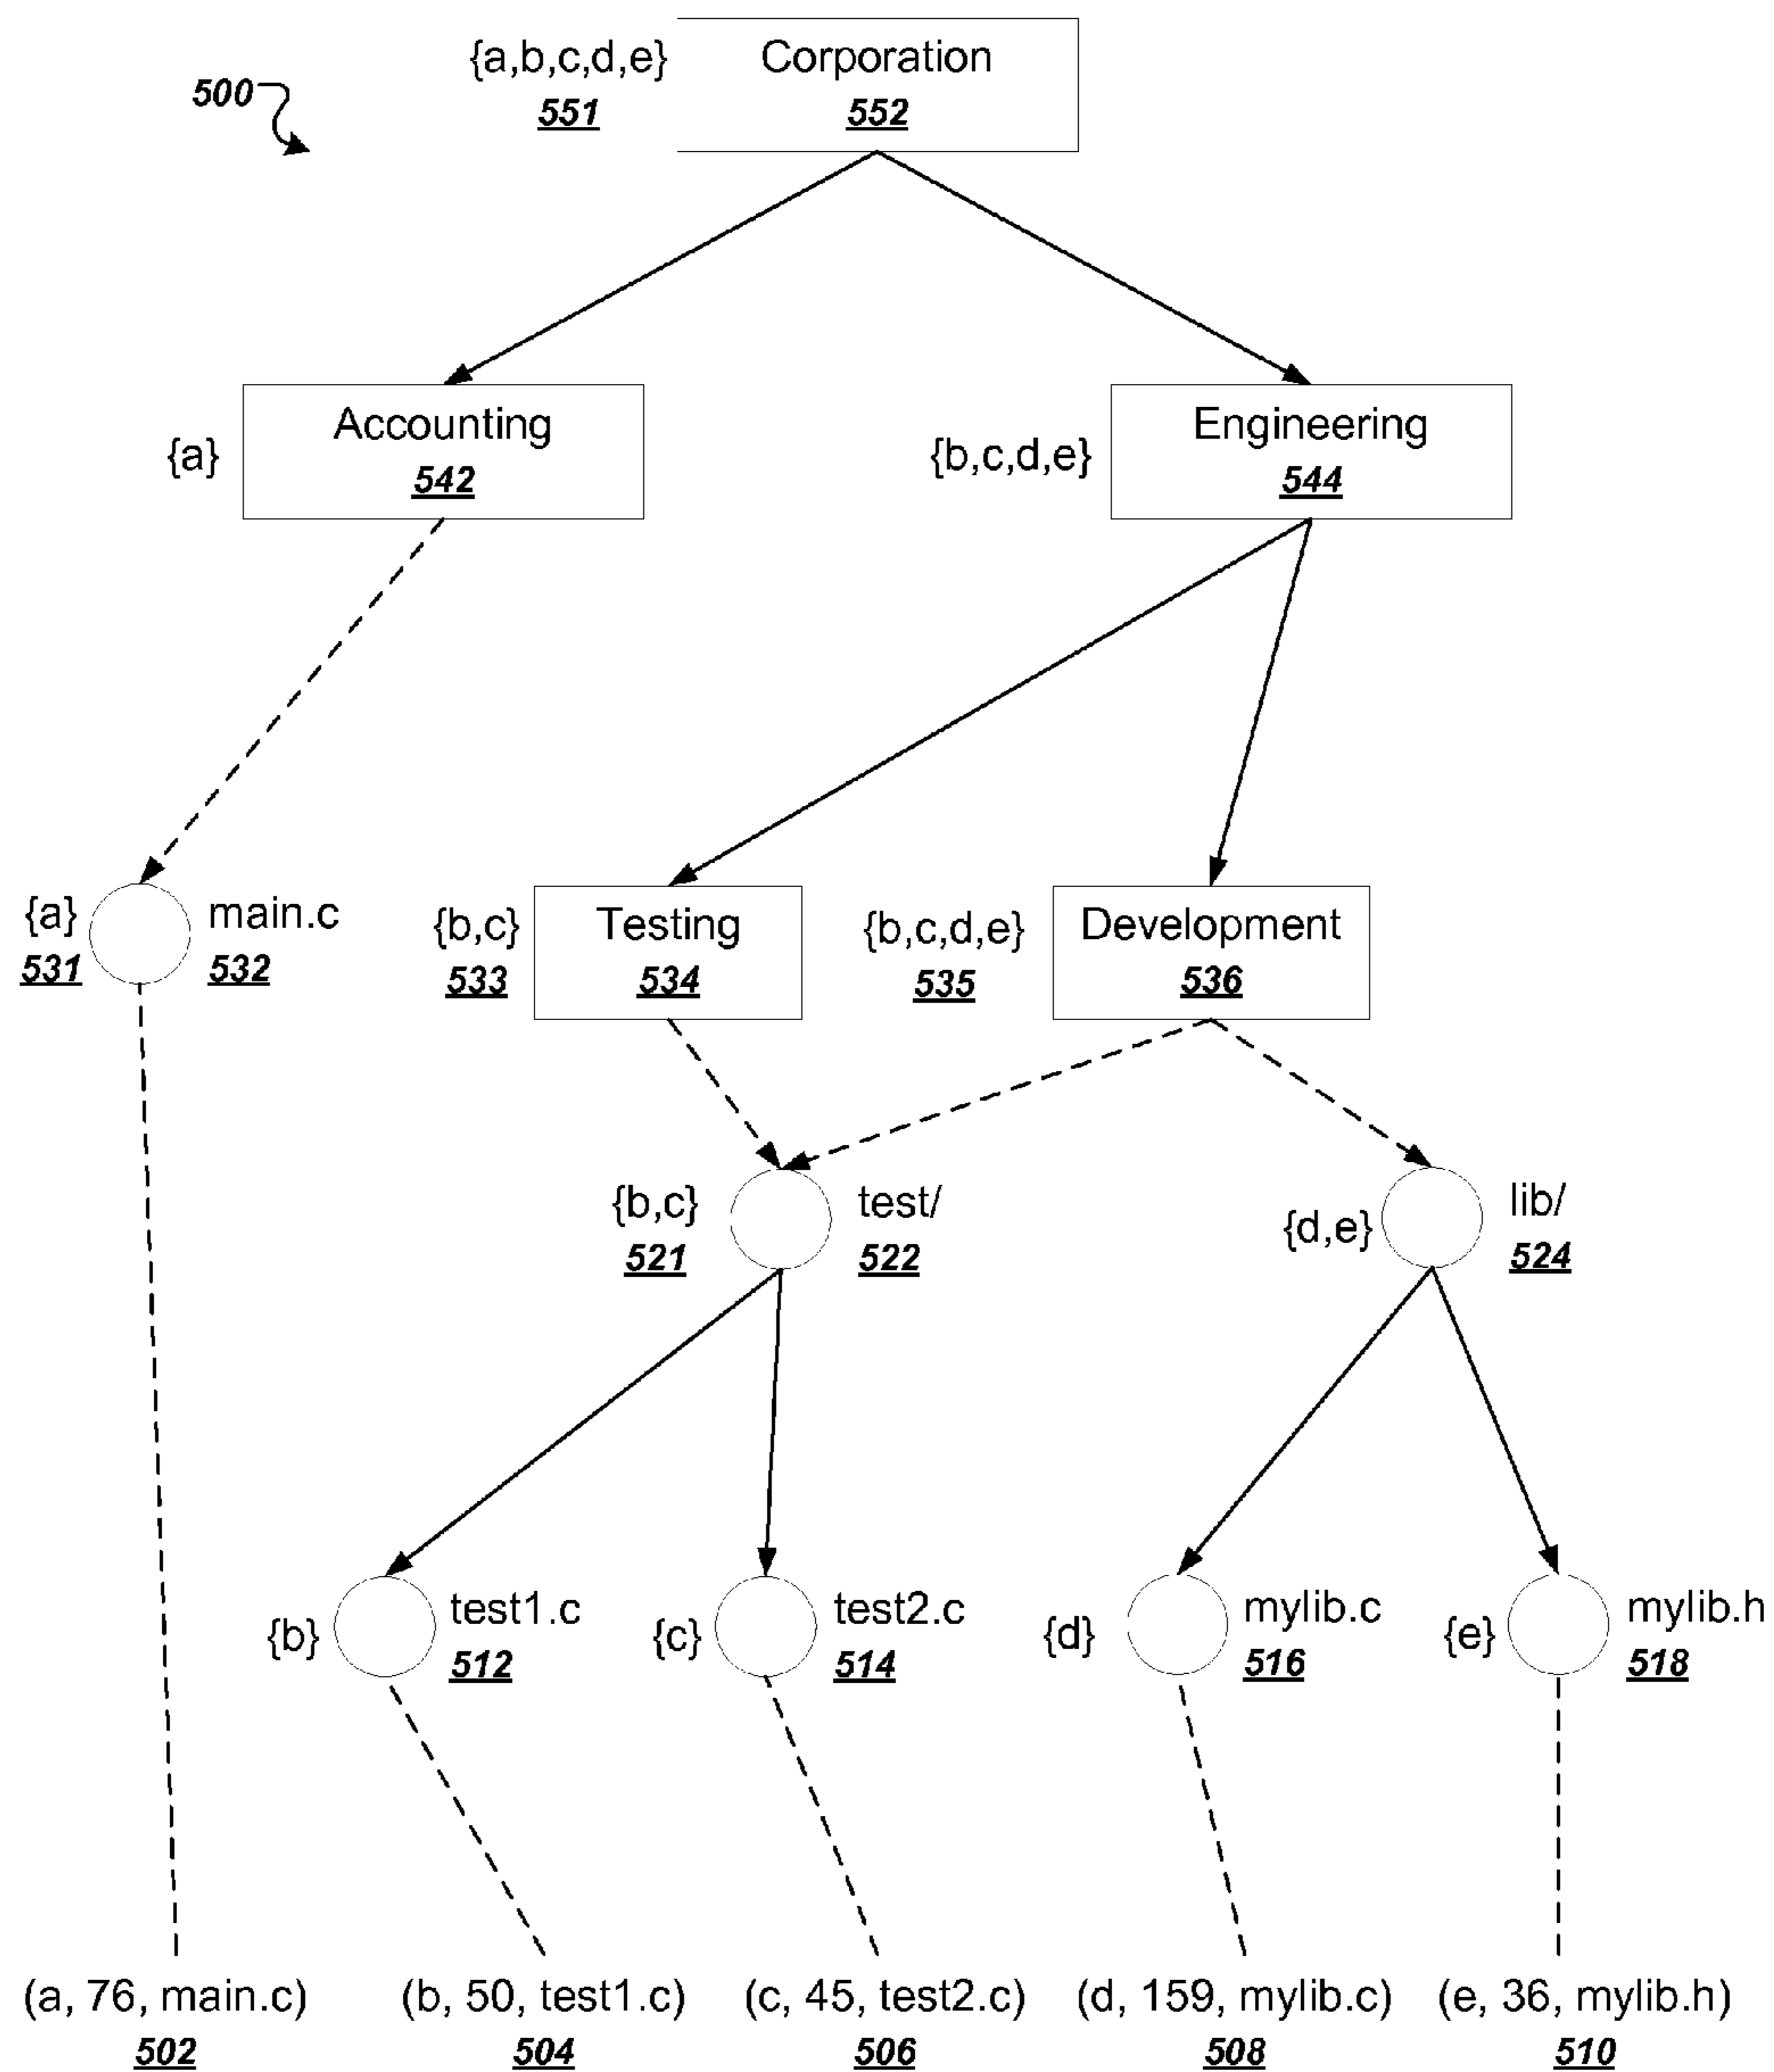 {a,b,c,d,e}
551
Corporation
552
500
{a}
Accounting
542
{b,c,d,e}
Engineering
544
{a}
531
main.c
532
{b,c}
533
Testing
534
{b,c,d,e}
535
Development
536
{b,c}
521
test/
522
{d,e}
lib/
524
{b}
test1.c
512
{c}
test2.c
514
{d}
mylib.c
516
{e}
mylib.h
518
(a, 76, main.c)
502
(b, 50, test1.c)
504
(c, 45, test2.c)
506
(d, 159, mylib.c)
508
(e, 36, mylib.h)
510